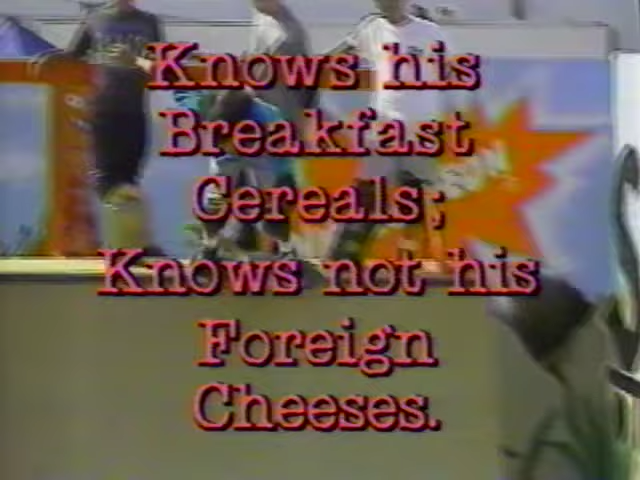 Knows his
Breakfast
Cereals;
Knows not his
Foreign
Cheeses.